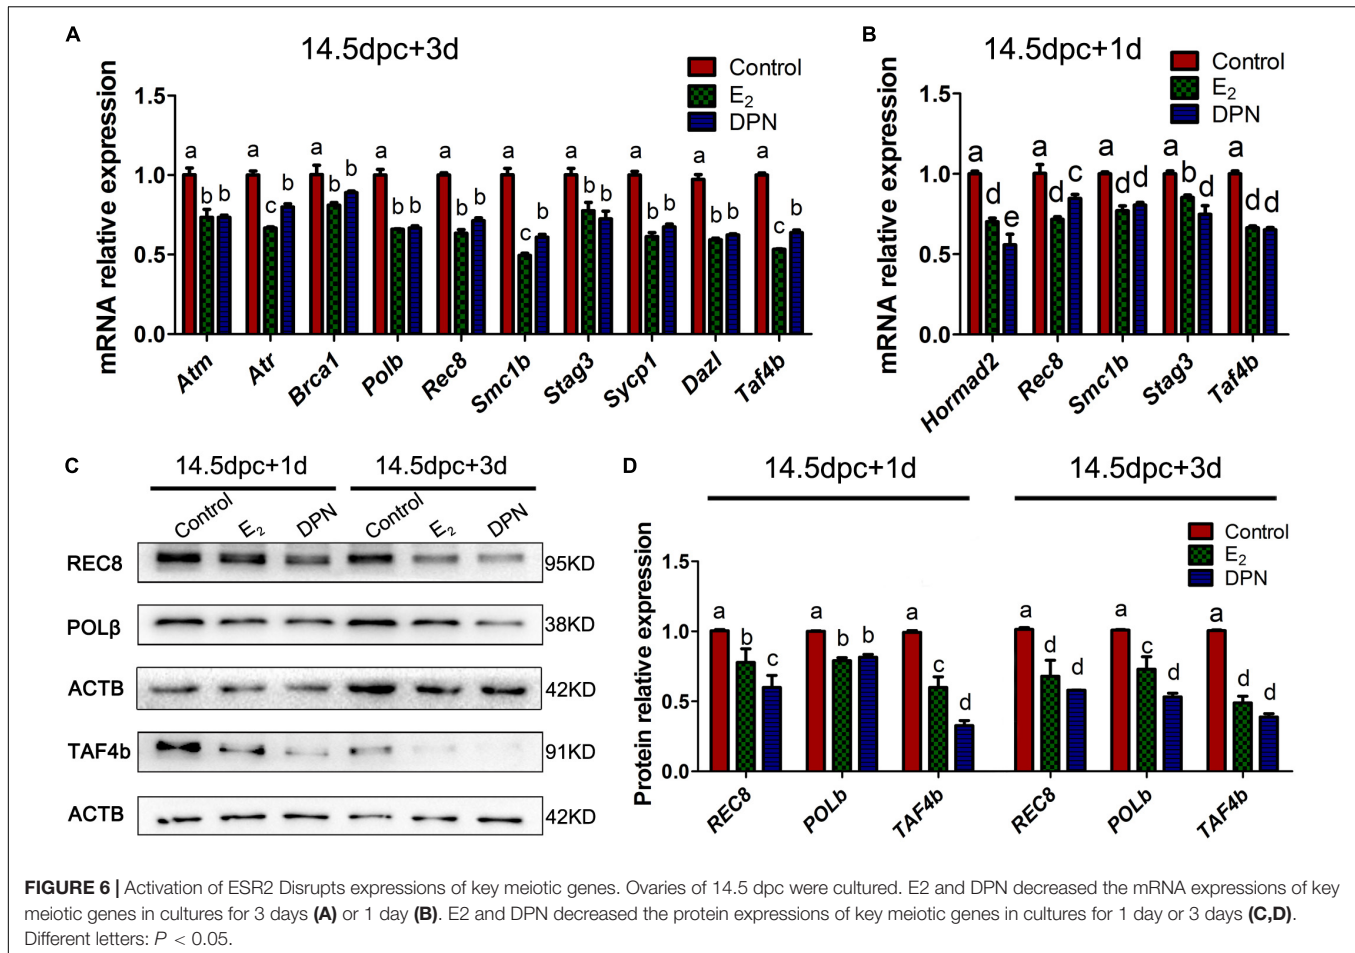 A
14.5dpc+3d
Control
E₂
DPN
mRNA relative expression
1.5
1.0
0.5
0.0
a b b
a c b
a b b
a b b
a b b
a c b
a b b
a b b
a b b
a c b
Atm
Atr
Brca1
Polb
Rec8
Smc1b
Stag3
Sycp1
Dazl
Taf4b
B
14.5dpc+1d
Control
E₂
DPN
mRNA relative expression
1.5
1.0
0.5
0.0
a d e
a d c
a d d
a b d
a d d
Hormad2
Rec8
Smc1b
Stag3
Taf4b
C
14.5dpc+1d 14.5dpc+3d
Control E₂ DPN Control E₂ DPN
REC8 95KD
POLβ 38KD
ACTB 42KD
TAF4b 91KD
ACTB 42KD
D
14.5dpc+1d 14.5dpc+3d
Control
E₂
DPN
Protein relative expression
1.5
1.0
0.5
0.0
a b c
a b b
a c d
a d d
a c d
a d d
REC8
POLb
TAF4b
REC8
POLb
TAF4b
FIGURE 6 | Activation of ESR2 Disrupts expressions of key meiotic genes. Ovaries of 14.5 dpc were cultured. E2 and DPN decreased the mRNA expressions of key
meiotic genes in cultures for 3 days (A) or 1 day (B). E2 and DPN decreased the protein expressions of key meiotic genes in cultures for 1 day or 3 days (C,D).
Different letters: P < 0.05.